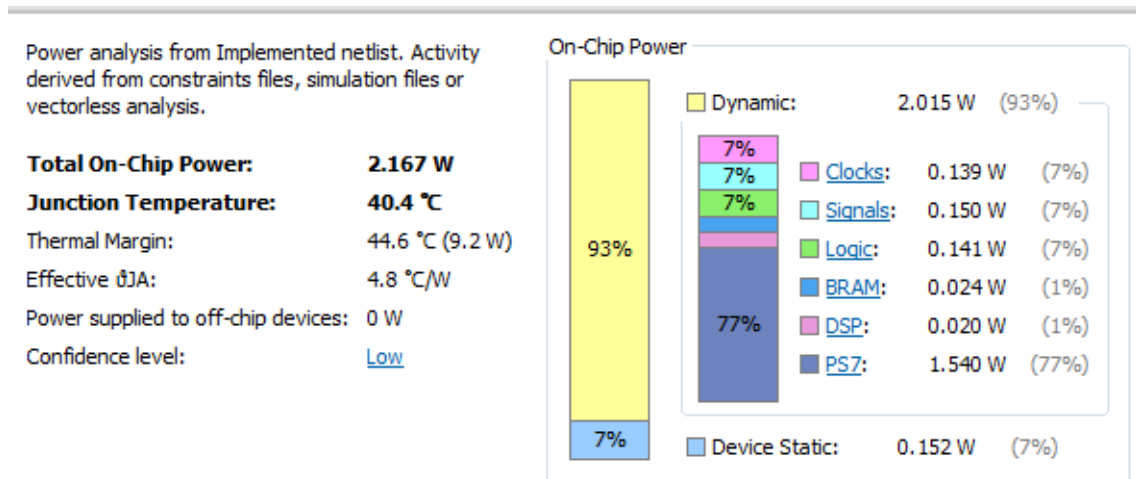 Power analysis from Implemented netlist. Activity
derived from constraints files, simulation files or
vectorless analysis.
Total On-Chip Power: 2.167 W
Junction Temperature: 40.4 °C
Thermal Margin: 44.6 °C (9.2 W)
Effective ϑJA: 4.8 °C/W
Power supplied to off-chip devices: 0 W
Confidence level: Low
On-Chip Power
93%
7%
Dynamic: 2.015 W (93%)
7%
7%
7%
77%
Clocks: 0.139 W (7%)
Signals: 0.150 W (7%)
Logic: 0.141 W (7%)
BRAM: 0.024 W (1%)
DSP: 0.020 W (1%)
PS7: 1.540 W (77%)
Device Static: 0.152 W (7%)